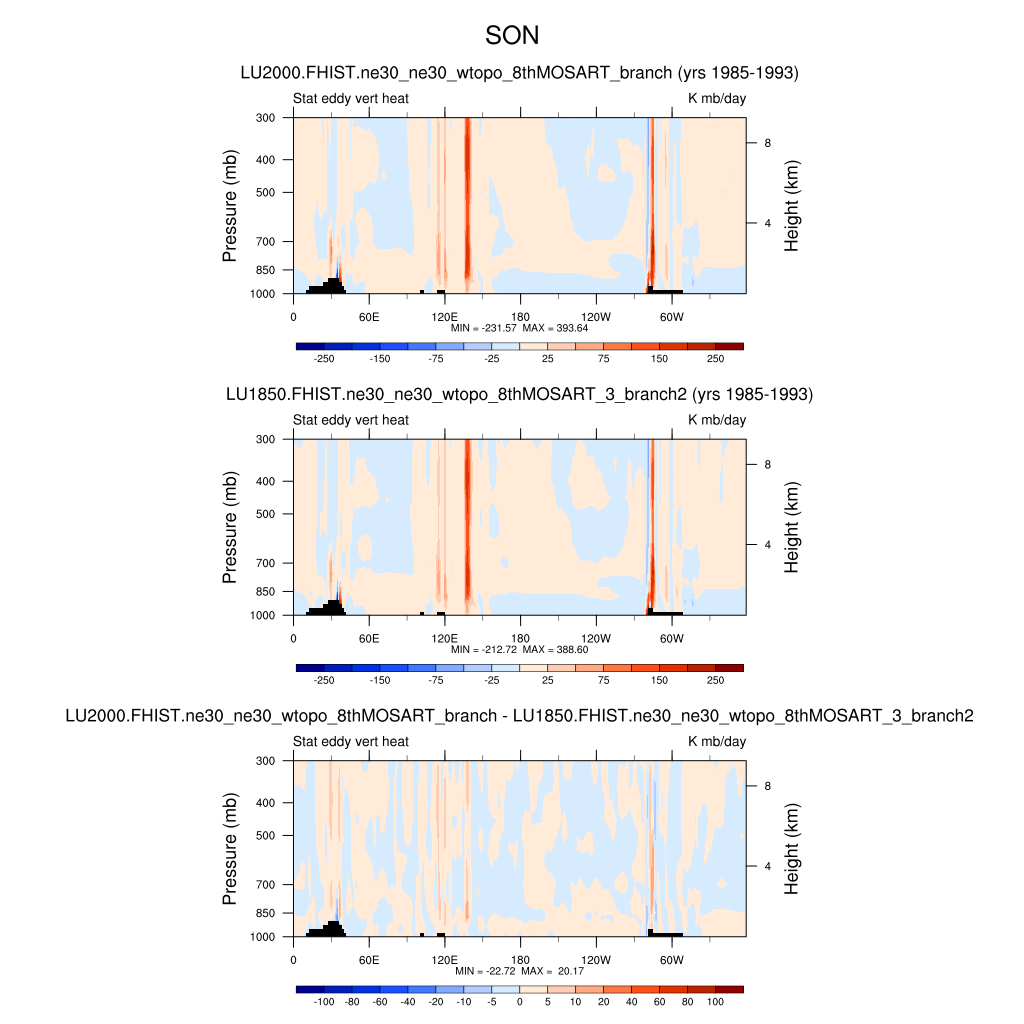 SON
LU2000.FHIST.ne30_ne30_wtopo_8thMOSART_branch (yrs 1985-1993)
Stat eddy vert heat K mb/day
300
400
500
700
850
1000
Pressure (mb)
8
4
Height (km)
0 60E 120E 180 120W 60W
MIN = -231.57 MAX = 393.64
-250 -150 -75 -25 25 75 150 250
LU1850.FHIST.ne30_ne30_wtopo_8thMOSART_3_branch2 (yrs 1985-1993)
Stat eddy vert heat K mb/day
300
400
500
700
850
1000
Pressure (mb)
8
4
Height (km)
0 60E 120E 180 120W 60W
MIN = -212.72 MAX = 388.60
-250 -150 -75 -25 25 75 150 250
LU2000.FHIST.ne30_ne30_wtopo_8thMOSART_branch - LU1850.FHIST.ne30_ne30_wtopo_8thMOSART_3_branch2
Stat eddy vert heat K mb/day
300
400
500
700
850
1000
Pressure (mb)
8
4
Height (km)
0 60E 120E 180 120W 60W
MIN = -22.72 MAX = 20.17
-100 -80 -60 -40 -20 -10 -5 0 5 10 20 40 60 80 100